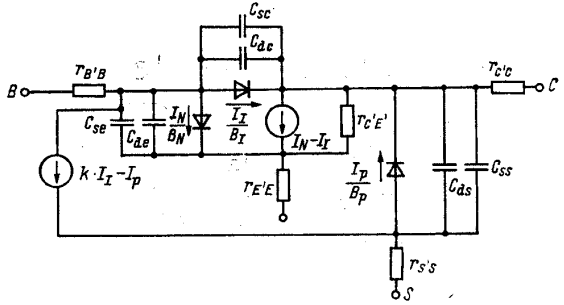 C_sc
C_dc
r_B'B
r_C'C
B
C
C_se
C_de
I_N/B_N
I_I/B_I
I_N-I_I
r_C'E'
k·I_I-I_p
r_E'E
I_p/B_p
C_ds
C_ss
r_S'S
S